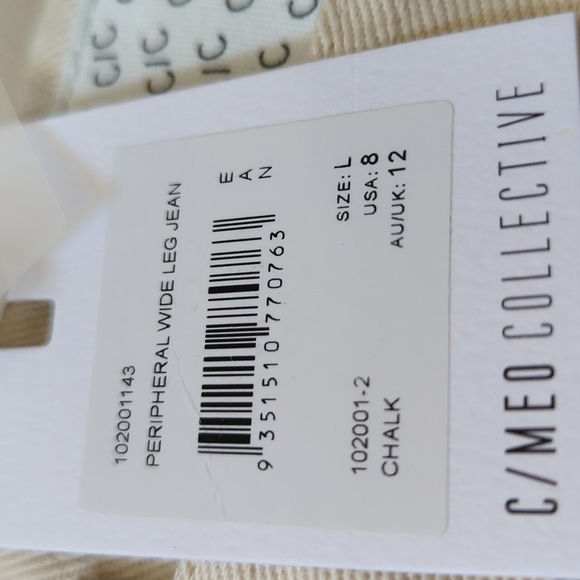 CIC
CIC
IC C
C C
102001143
PERIPHERAL WIDE LEG JEAN
EAN
9 351510 770763
SIZE: L
USA: 8
AU/UK: 12
102001-2
CHALK
C/MEO COLLECTIVE